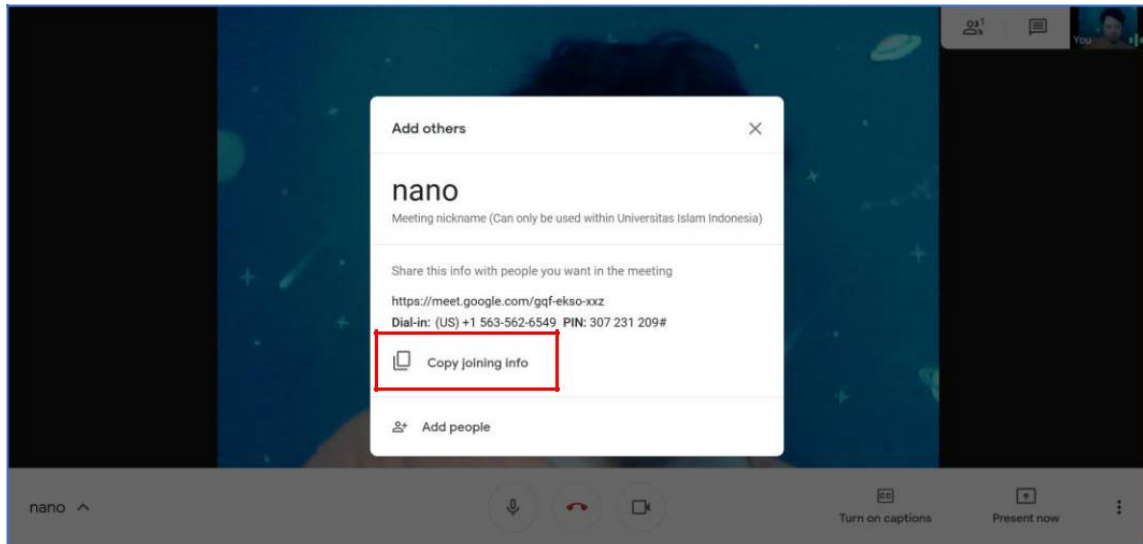 1
You
Add others
nano
Meeting nickname (Can only be used within Universitas Islam Indonesia)
Share this info with people you want in the meeting
https://meet.google.com/gqf-ekso-xxz
Dial-in: (US) +1 563-562-6549 PIN: 307 231 209#
Copy joining info
Add people
nano
CC
Turn on captions
Present now